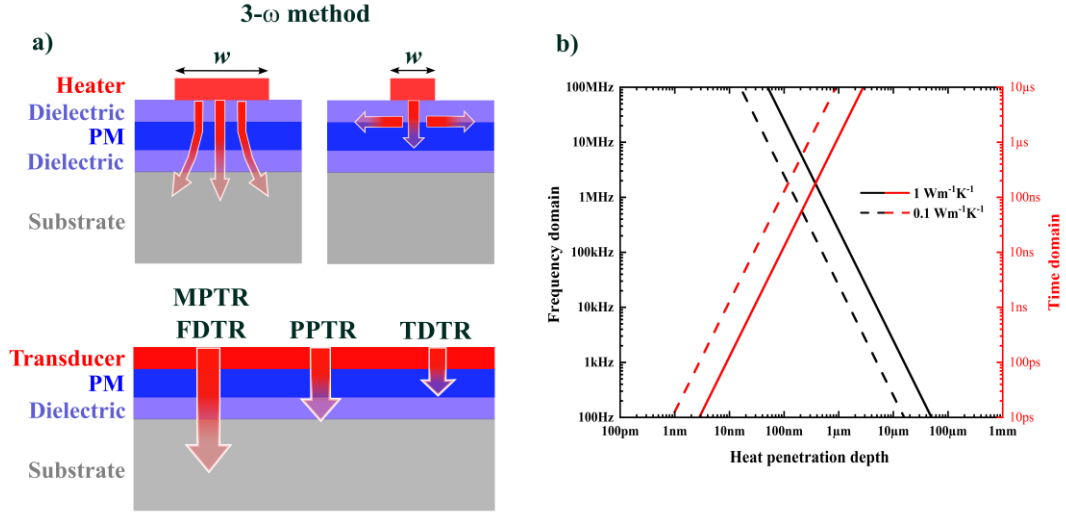 3-ω method
a)
w
w
Heater
Dielectric
PM
Dielectric
Substrate
MPTR
FDTR
PPTR
TDTR
Transducer
PM
Dielectric
Substrate
b)
100MHz
10MHz
1MHz
100kHz
10kHz
1kHz
100Hz
Frequency domain
10μs
1μs
100ns
10ns
1ns
100ps
10ps
Time domain
1 Wm⁻¹K⁻¹
0.1 Wm⁻¹K⁻¹
100pm
1nm
10nm
100nm
1μm
10μm
100μm
1mm
Heat penetration depth